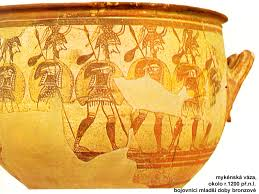 mykénská váza,
okolo r.1200 př.n.l.
bojovníci mladší doby bronzové